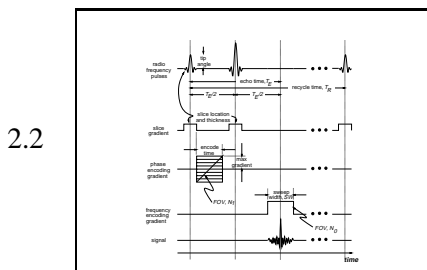 2.2
radio
frequency
pulses
tip
angle
echo time, T_E
recycle time, T_R
T_E/2
T_E/2
slice location
and thickness
slice
gradient
encode
time
max
gradient
phase
encoding
gradient
FOV, N_1
sweep
width, SW
frequency
encoding
gradient
FOV, N_0
signal
time